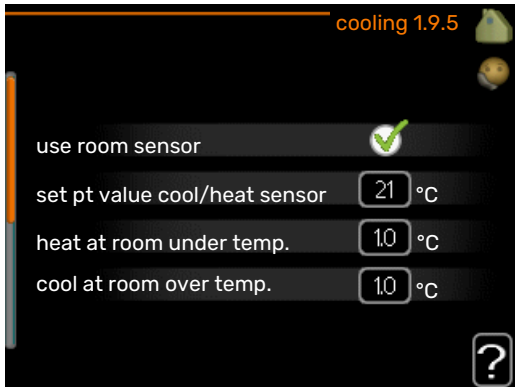 cooling 1.9.5
use room sensor
set pt value cool/heat sensor 21 °C
heat at room under temp. 1.0 °C
cool at room over temp. 1.0 °C
?